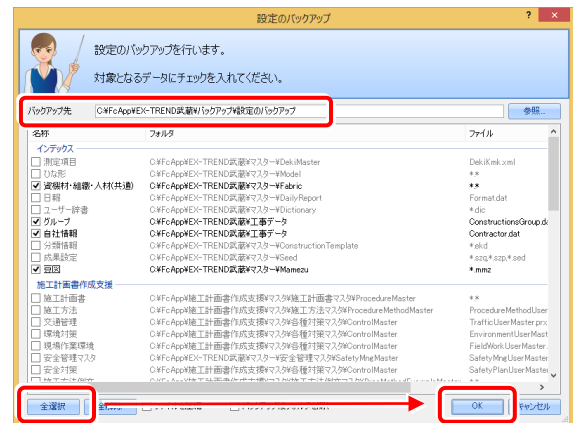 設定のバックアップ
? ×
設定のバックアップを行います。
対象となるデータにチェックを入れてください。
バックアップ先 C:¥FcApp¥EX-TREND武蔵¥バックアップ¥設定のバックアップ 参照...
名称 フォルダ ファイル
インデックス
測定項目 C:¥FcApp¥EX-TREND武蔵¥マスター¥DekiMaster DekiKmk.xml
ひな形 C:¥FcApp¥EX-TREND武蔵¥マスター¥Model *.*
資機材・組織・人材(共通) C:¥FcApp¥EX-TREND武蔵¥マスター¥Fabric *.*
日報 C:¥FcApp¥EX-TREND武蔵¥マスター¥DailyReport Format.dat
ユーザー辞書 C:¥FcApp¥EX-TREND武蔵¥マスター¥Dictionary *.dic
グループ C:¥FcApp¥EX-TREND武蔵¥工事データ ConstructionsGroup.da
自社情報 C:¥FcApp¥EX-TREND武蔵¥工事データ Contractor.dat
分類情報 C:¥FcApp¥EX-TREND武蔵¥マスター¥ConstructionTemplate *.ekd
成果設定 C:¥FcApp¥EX-TREND武蔵¥マスター¥Seed *.szq,*.szp,*.sed
豆図 C:¥FcApp¥EX-TREND武蔵¥マスター¥Mamezu *.mmz
施工計画書作成支援
施工計画書 C:¥FcApp¥施工計画書作成支援¥マスタ¥施工計画書マスタ¥ProcedureMaster *.*
施工方法 C:¥FcApp¥施工計画書作成支援¥マスタ¥施工方法マスタ¥ProcedureMethodMaster ProcedureMethodUser
交通管理 C:¥FcApp¥施工計画書作成支援¥マスタ¥各種対策マスタ¥ControlMaster TrafficUserMaster.prx
環境対策 C:¥FcApp¥施工計画書作成支援¥マスタ¥各種対策マスタ¥ControlMaster EnvironmentUserMast
現場作業環境 C:¥FcApp¥施工計画書作成支援¥マスタ¥各種対策マスタ¥ControlMaster FieldWorkUserMaster.
安全管理マスタ C:¥FcApp¥EX-TREND武蔵¥マスター¥安全管理マスタ¥SafetyMngMaster SafetyMngUserMaster
安全対策 C:¥FcApp¥施工計画書作成支援¥マスタ¥各種対策マスタ¥ControlMaster SafetyPlanUserMaste
全選択 OK キャンセル